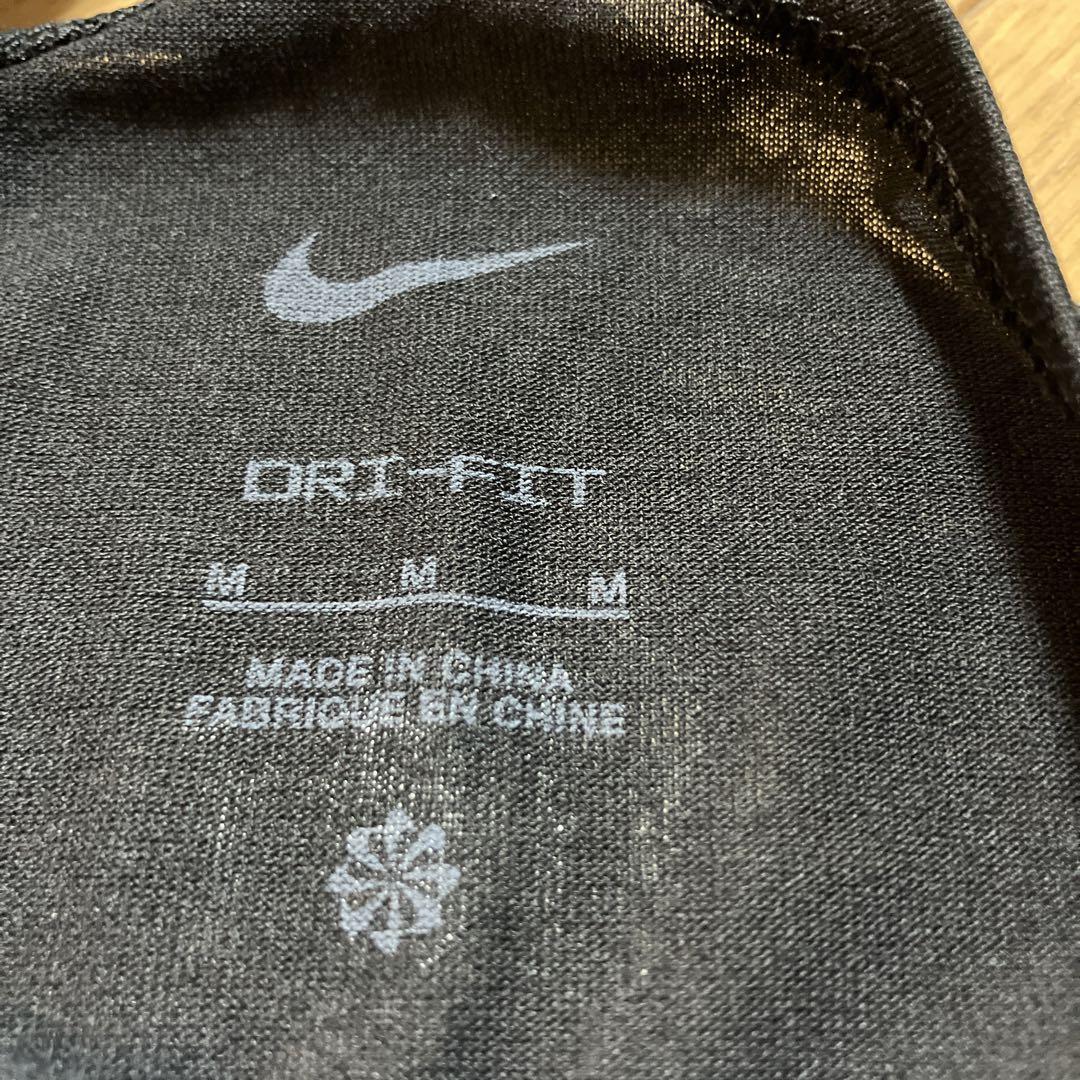 DRI-FIT
M M M
MADE IN CHINA
FABRIQUE EN CHINE